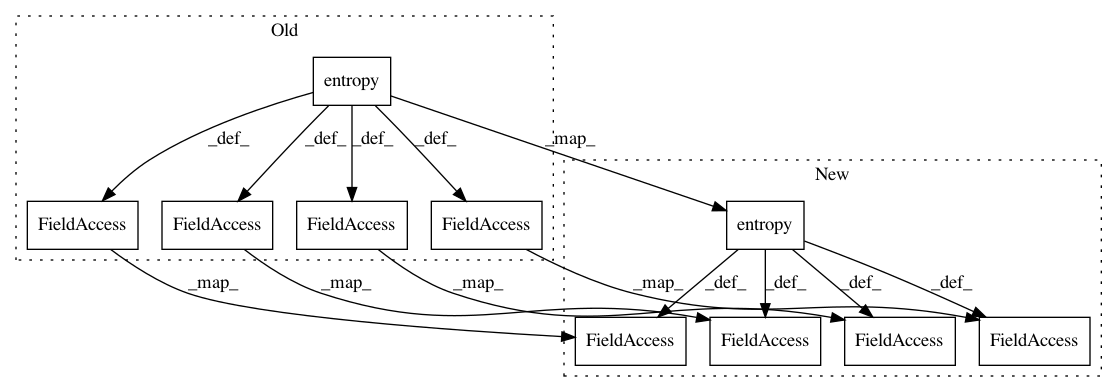 Old
entropy
_def_ _def_ _def_ _def_ _map_
New
FieldAccess FieldAccess FieldAccess FieldAccess entropy
_map_ _map_ _map_ _map_ _def_ _def_ _def_ _def_
FieldAccess FieldAccess FieldAccess FieldAccess